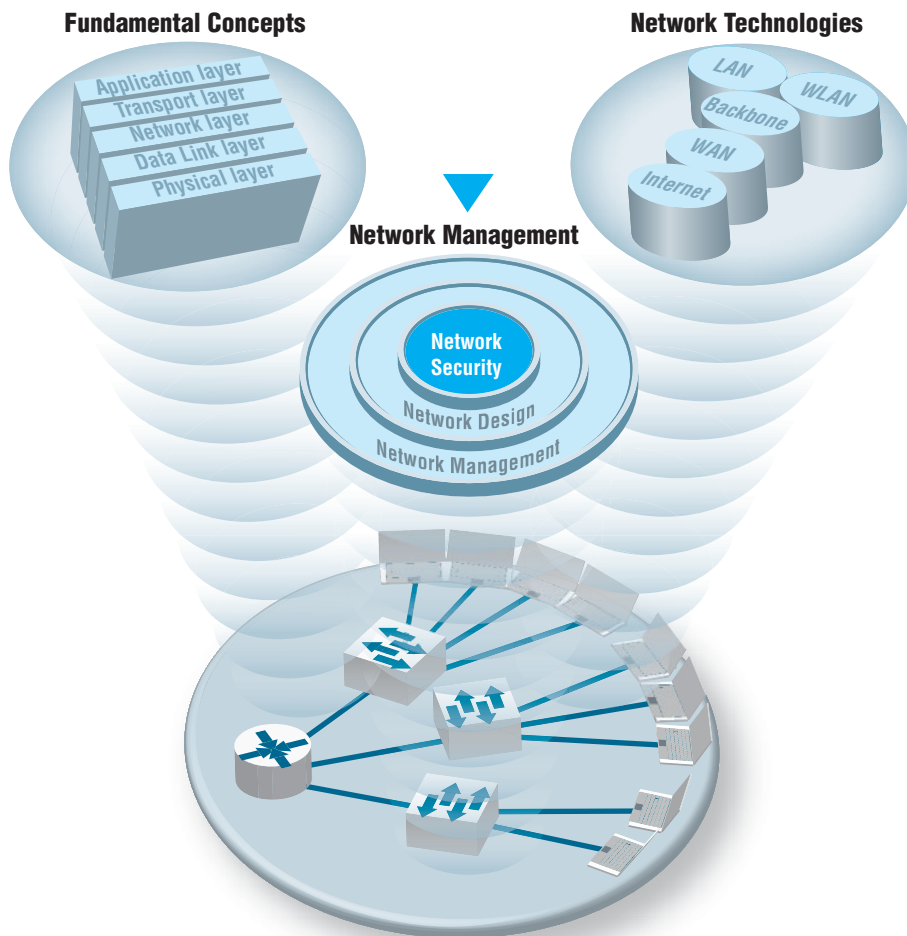 Fundamental Concepts
Application layer
Transport layer
Network layer
Data Link layer
Physical layer
Network Technologies
LAN
WLAN
Backbone
WAN
Internet
Network Management
Network
Security
Network Design
Network Management